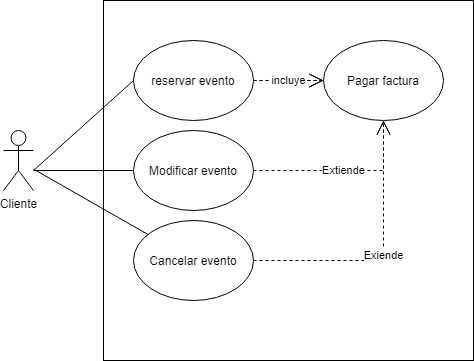 reservar evento
incluye
Pagar factura
Modificar evento
Extiende
Cliente
Cancelar evento
Exiende